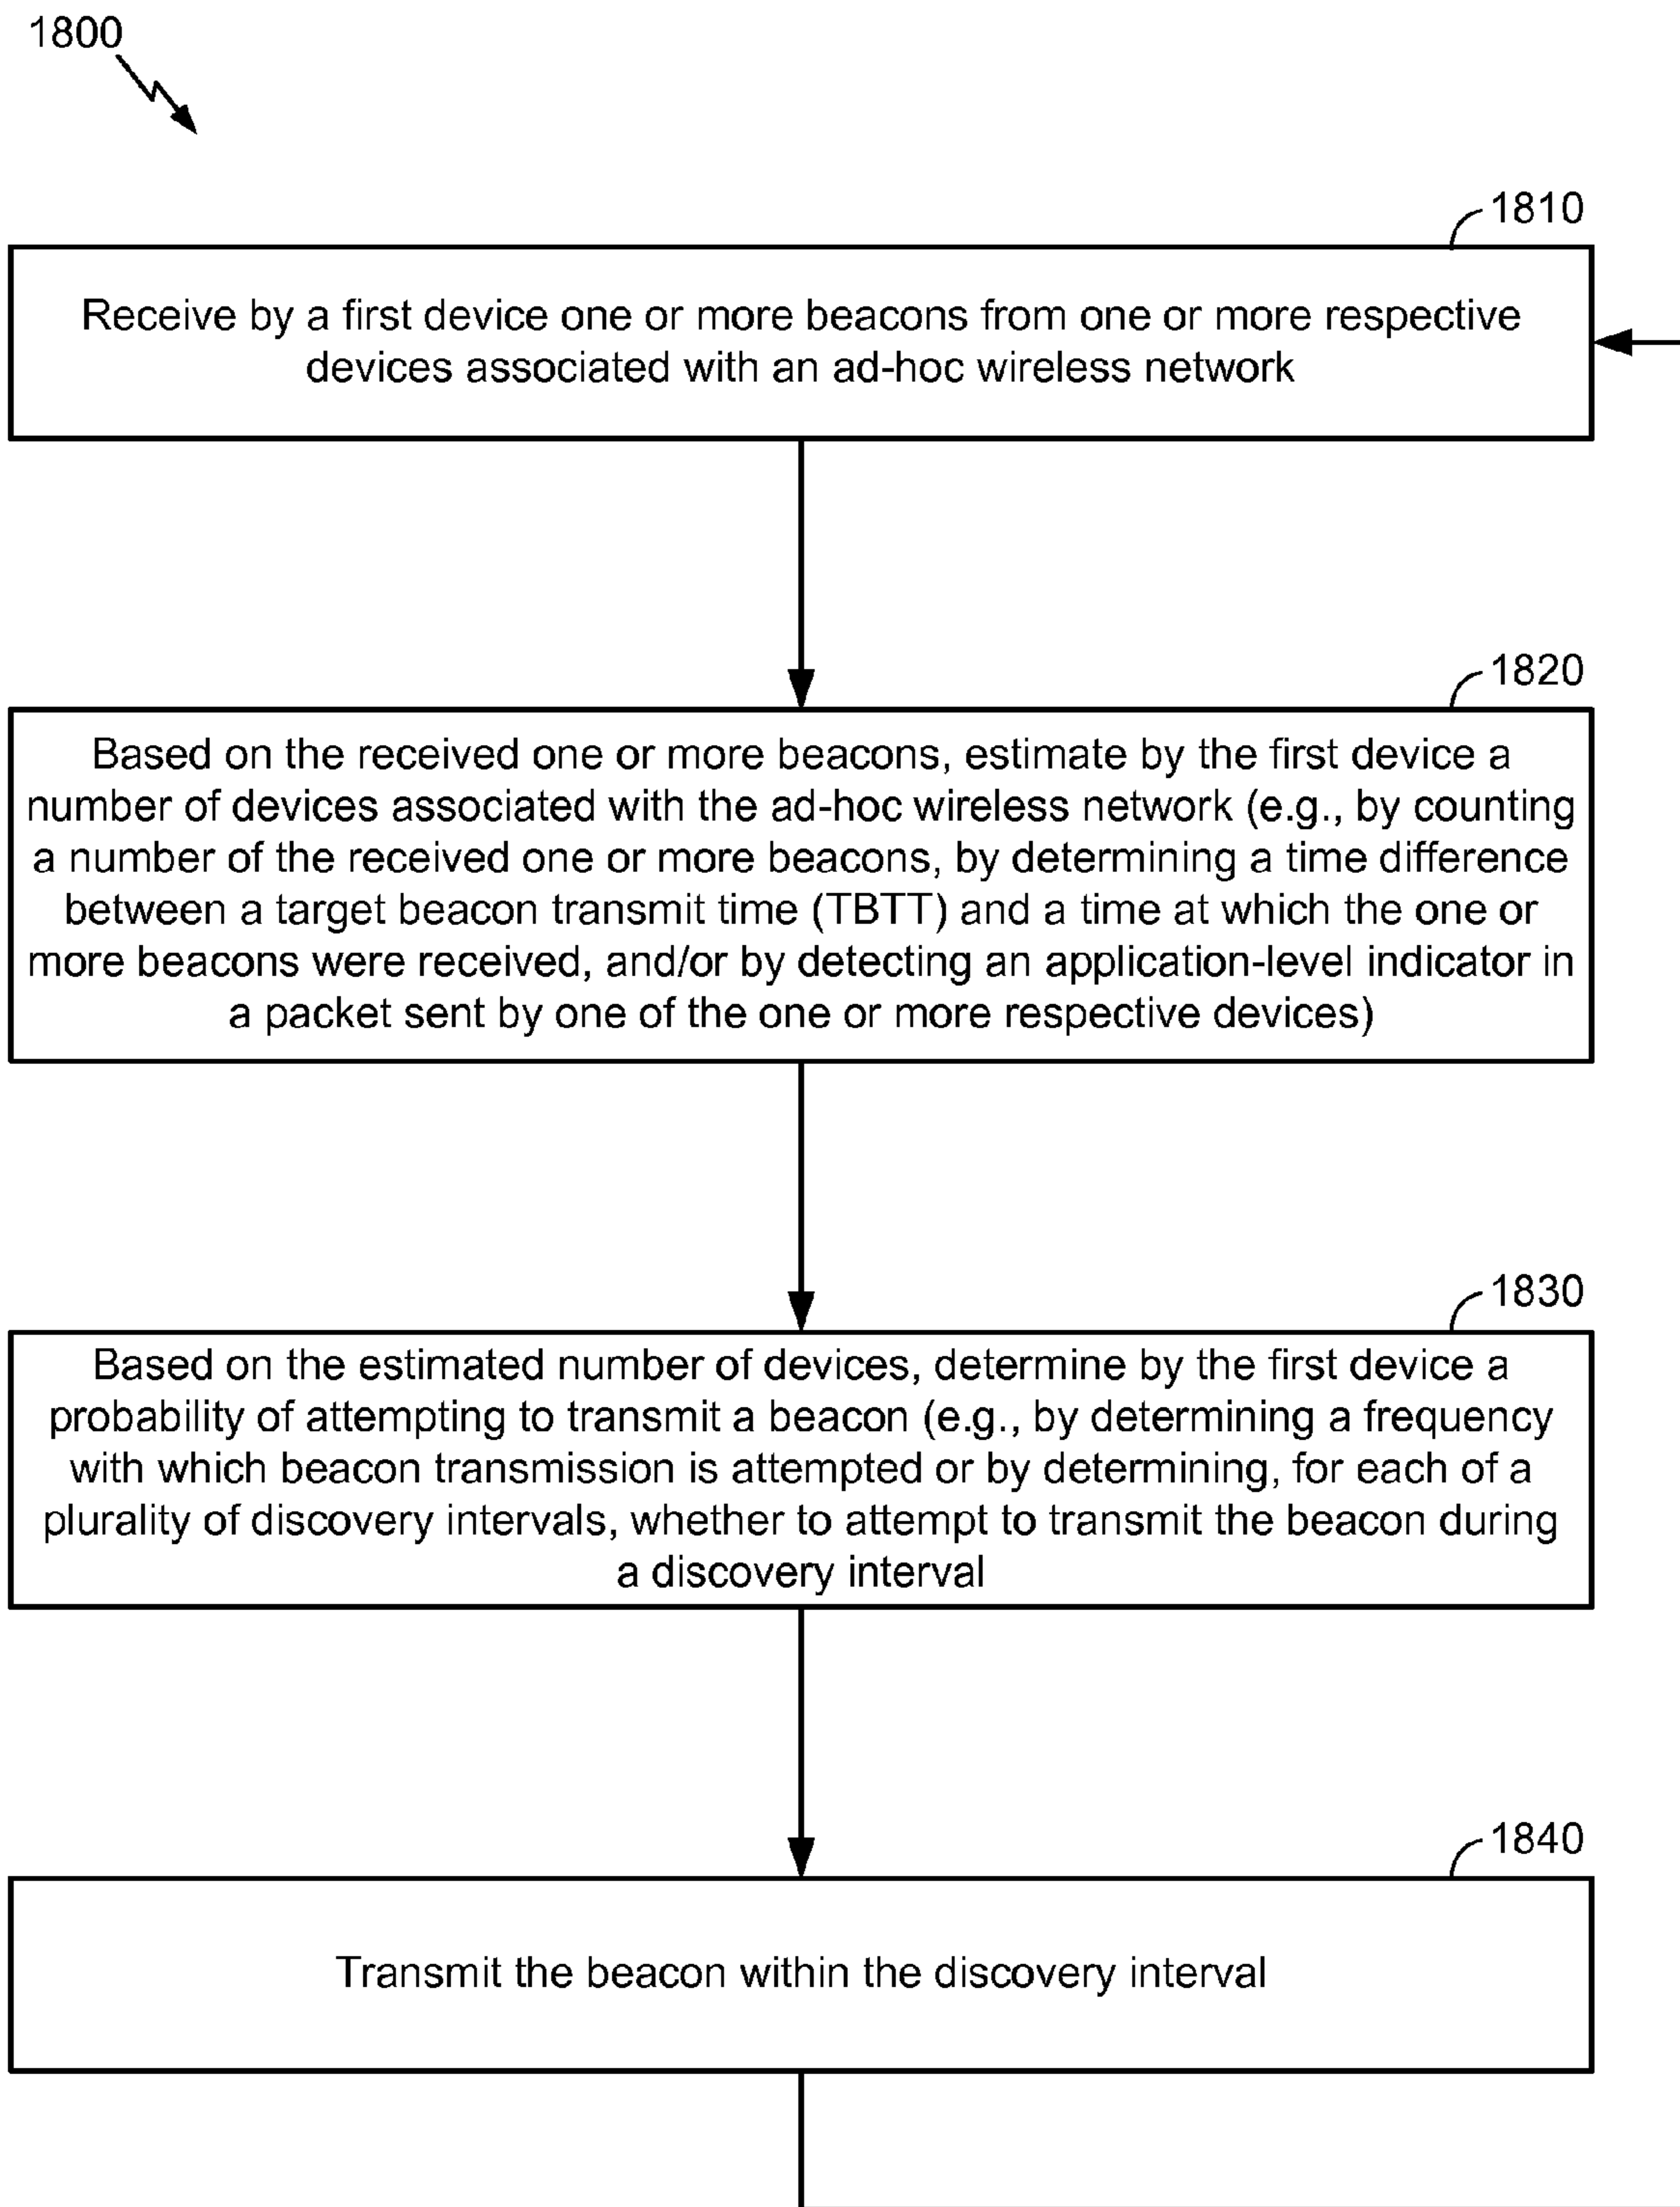 1800
1810
Receive by a first device one or more beacons from one or more respective
devices associated with an ad-hoc wireless network
1820
Based on the received one or more beacons, estimate by the first device a
number of devices associated with the ad-hoc wireless network (e.g., by counting
a number of the received one or more beacons, by determining a time difference
between a target beacon transmit time (TBTT) and a time at which the one or
more beacons were received, and/or by detecting an application-level indicator in
a packet sent by one of the one or more respective devices)
1830
Based on the estimated number of devices, determine by the first device a
probability of attempting to transmit a beacon (e.g., by determining a frequency
with which beacon transmission is attempted or by determining, for each of a
plurality of discovery intervals, whether to attempt to transmit the beacon during
a discovery interval
1840
Transmit the beacon within the discovery interval